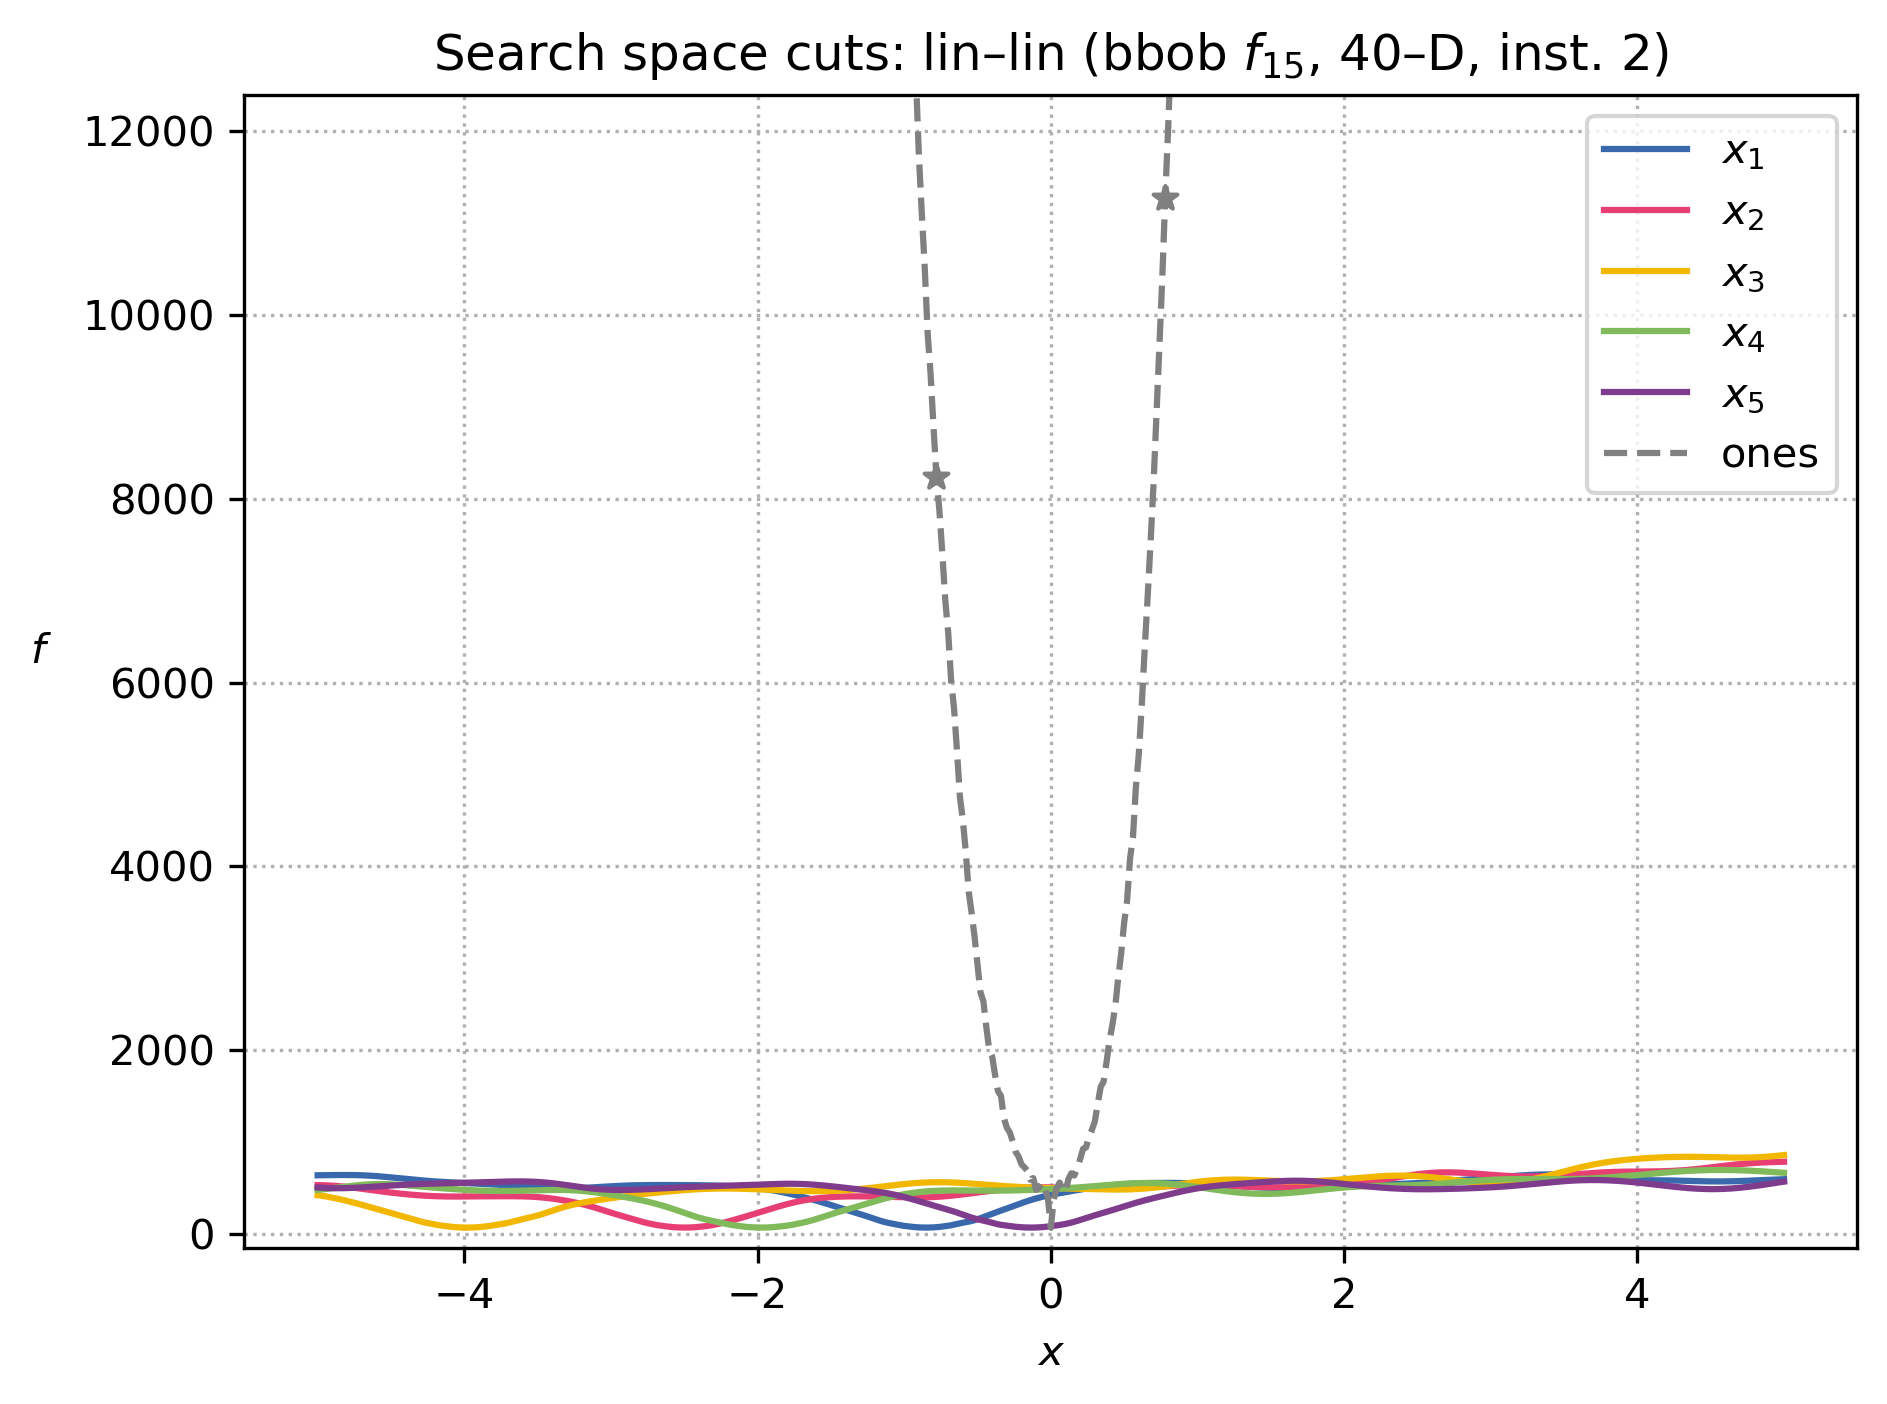 Search space cuts: lin–lin (bbob f₁₅, 40–D, inst. 2)
12000
10000
8000
6000
4000
2000
0
f
−4
−2
0
2
4
x
x₁
x₂
x₃
x₄
x₅
ones